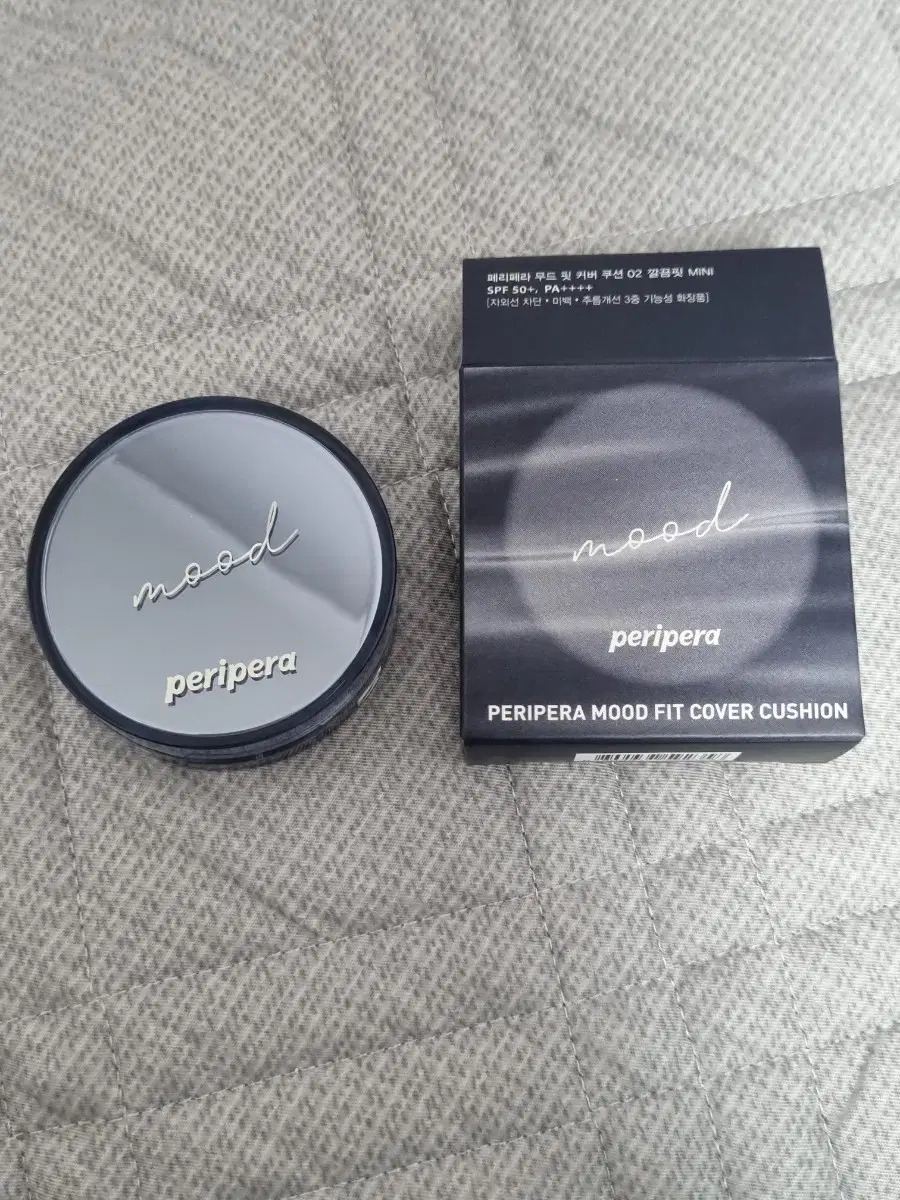 mood
peripera
페리페라 무드 핏 커버 쿠션 02 깔끔핏 MINI
SPF 50+, PA++++
[자외선 차단 • 미백 • 주름개선 3중 기능성 화장품]
mood
peripera
PERIPERA MOOD FIT COVER CUSHION